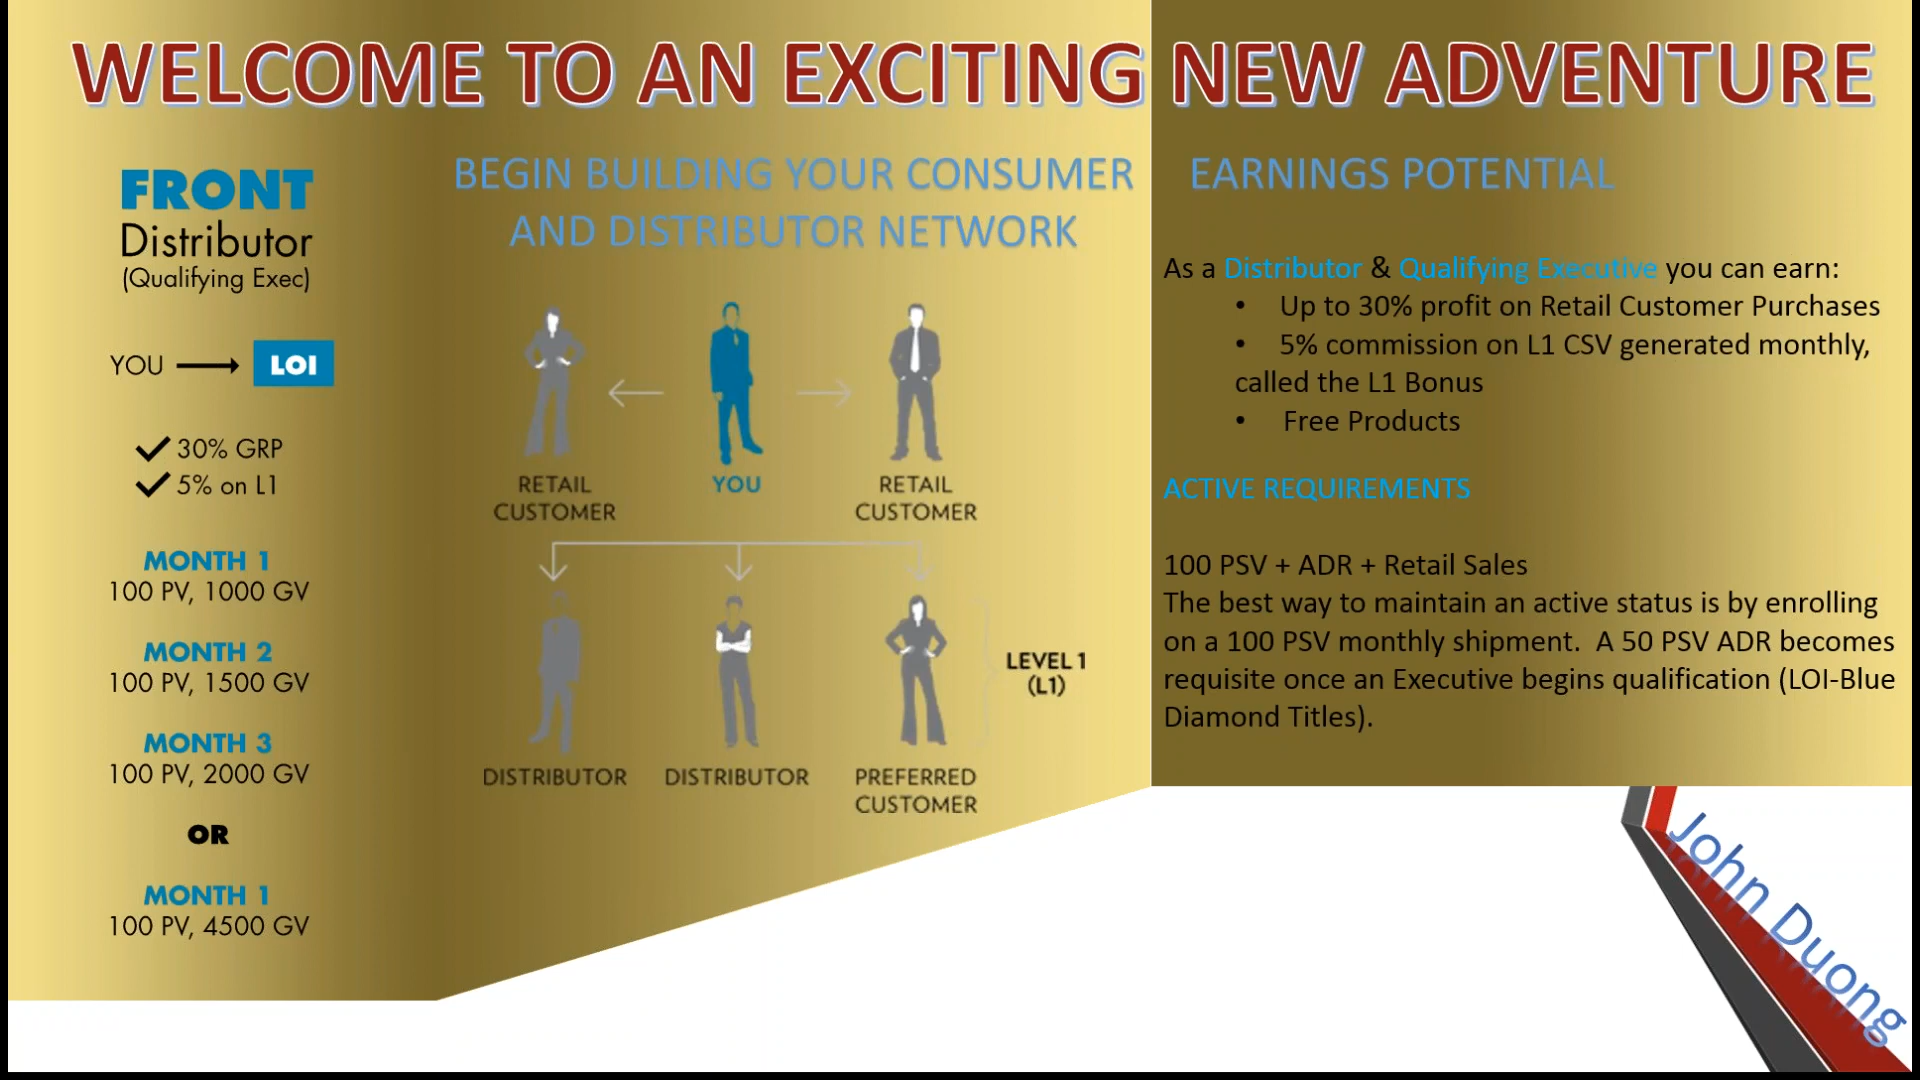 WELCOME TO AN EXCITING NEW ADVENTURE
FRONT
Distributor
(Qualifying Exec)
YOU
LOI
30% GRP
5% on L1
MONTH 1
100 PV, 1000 GV
MONTH 2
100 PV, 1500 GV
MONTH 3
100 PV, 2000 GV
OR
MONTH 1
100 PV, 4500 GV
BEGIN BUILDING YOUR CONSUMER
AND DISTRIBUTOR NETWORK
RETAIL
CUSTOMER
YOU
RETAIL
CUSTOMER
DISTRIBUTOR
DISTRIBUTOR
PREFERRED
CUSTOMER
LEVEL 1
(L1)
EARNINGS POTENTIAL
As a Distributor & Qualifying Executive you can earn:
• Up to 30% profit on Retail Customer Purchases
• 5% commission on L1 CSV generated monthly,
called the L1 Bonus
• Free Products
ACTIVE REQUIREMENTS
100 PSV + ADR + Retail Sales
The best way to maintain an active status is by enrolling
on a 100 PSV monthly shipment. A 50 PSV ADR becomes
requisite once an Executive begins qualification (LOI-Blue
Diamond Titles).
John Duong